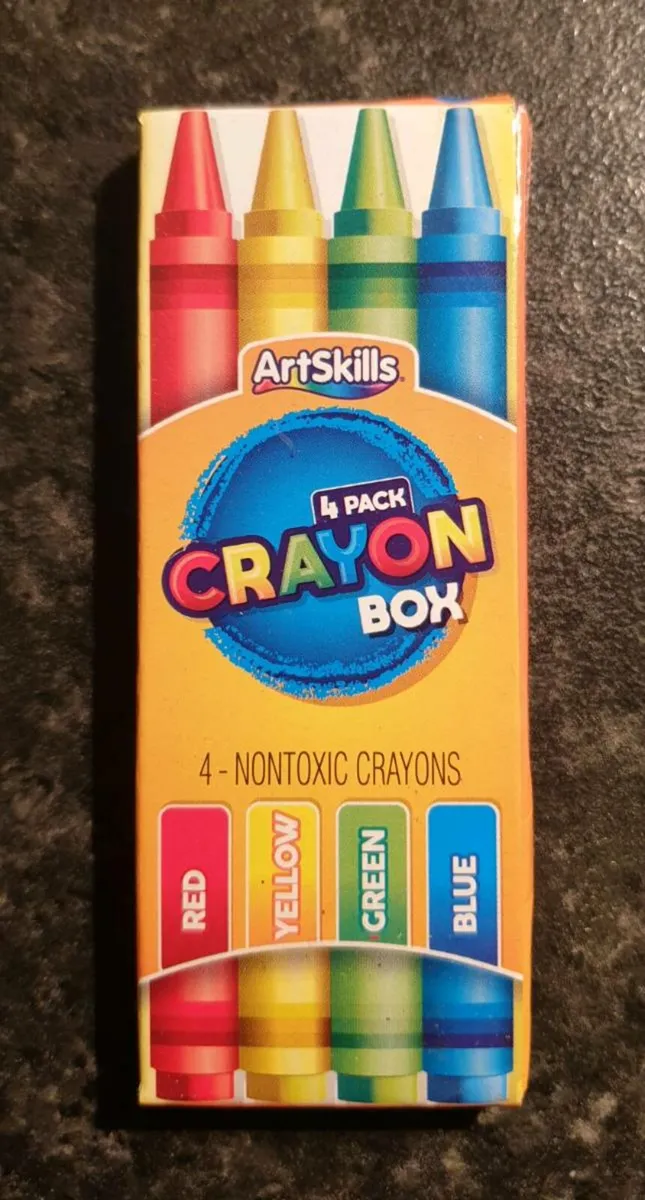 ArtSkills
4 PACK
CRAYON
BOX
4 - NONTOXIC CRAYONS
RED
YELLOW
GREEN
BLUE